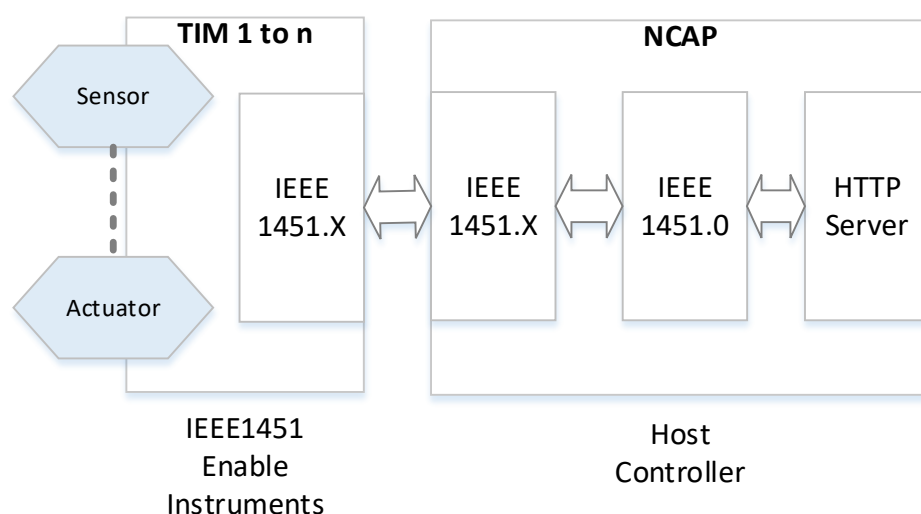 TIM 1 to n
NCAP
Sensor
Actuator
IEEE
1451.X
IEEE
1451.X
IEEE
1451.0
HTTP
Server
IEEE1451
Enable
Instruments
Host
Controller